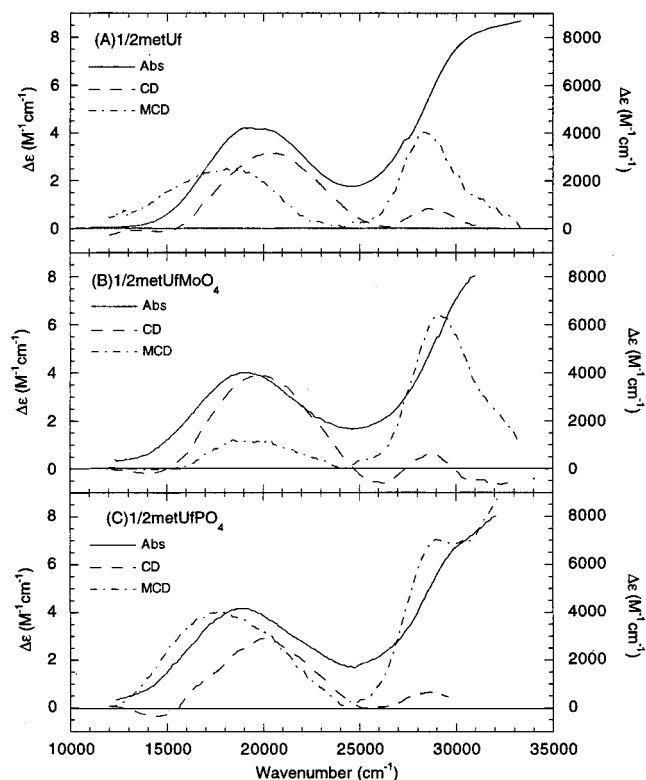 (A)1/2metUf
Abs
CD
MCD
8
6
4
2
0
Δε (M⁻¹cm⁻¹)
8000
6000
4000
2000
0
Δε (M⁻¹cm⁻¹)
(B)1/2metUfMoO₄
Abs
CD
MCD
8
6
4
2
0
Δε (M⁻¹cm⁻¹)
8000
6000
4000
2000
0
Δε (M⁻¹cm⁻¹)
(C)1/2metUfPO₄
Abs
CD
MCD
8
6
4
2
0
Δε (M⁻¹cm⁻¹)
8000
6000
4000
2000
0
Δε (M⁻¹cm⁻¹)
10000 15000 20000 25000 30000 35000
Wavenumber (cm⁻¹)